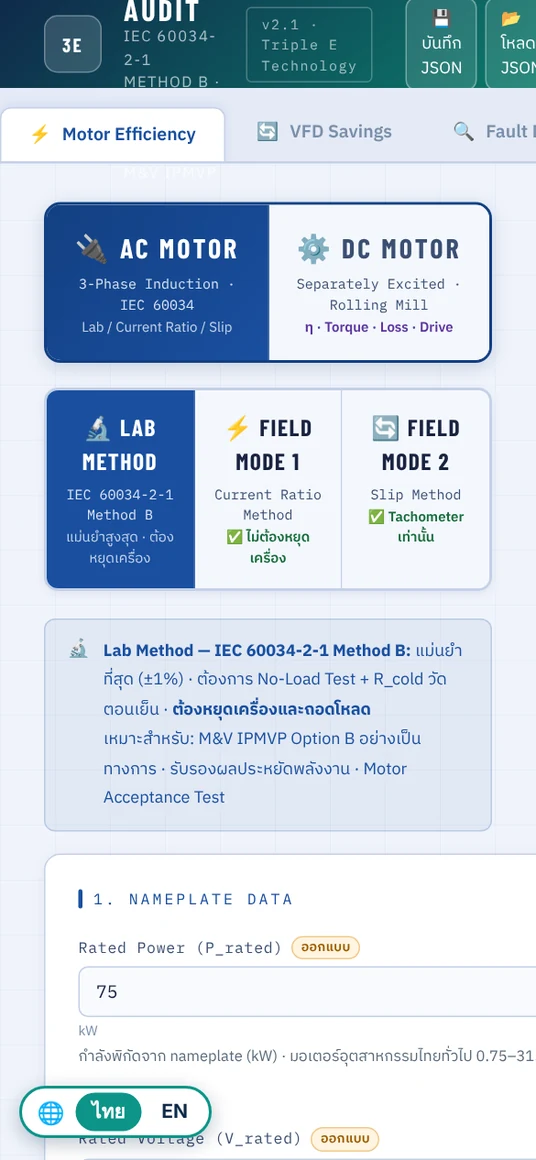 3E
AUDIT
IEC 60034-
2-1
METHOD B ·
v2.1 ·
Triple E
Technology
บันทึก
JSON
โหลด
JSON
Motor Efficiency
VFD Savings
Fault
M&V IPMVP
AC MOTOR
3-Phase Induction ·
IEC 60034
Lab / Current Ratio / Slip
DC MOTOR
Separately Excited ·
Rolling Mill
η · Torque · Loss · Drive
LAB
METHOD
IEC 60034-2-1
Method B
แม่นยำสูงสุด · ต้อง
หยุดเครื่อง
FIELD
MODE 1
Current Ratio
Method
✅ ไม่ต้องหยุด
เครื่อง
FIELD
MODE 2
Slip Method
✅ Tachometer
เท่านั้น
Lab Method — IEC 60034-2-1 Method B: แม่นยำ
ที่สุด (±1%) · ต้องการ No-Load Test + R_cold วัด
ตอนเย็น · ต้องหยุดเครื่องและถอดโหลด
เหมาะสำหรับ: M&V IPMVP Option B อย่างเป็น
ทางการ · รับรองผลประหยัดพลังงาน · Motor
Acceptance Test
1. NAMEPLATE DATA
Rated Power (P_rated) ออกแบบ
75
kW
กำลังพิกัดจาก nameplate (kW) · มอเตอร์อุตสาหกรรมไทยทั่วไป 0.75–31
ไทย EN
Rated Voltage (V_rated) ออกแบบ